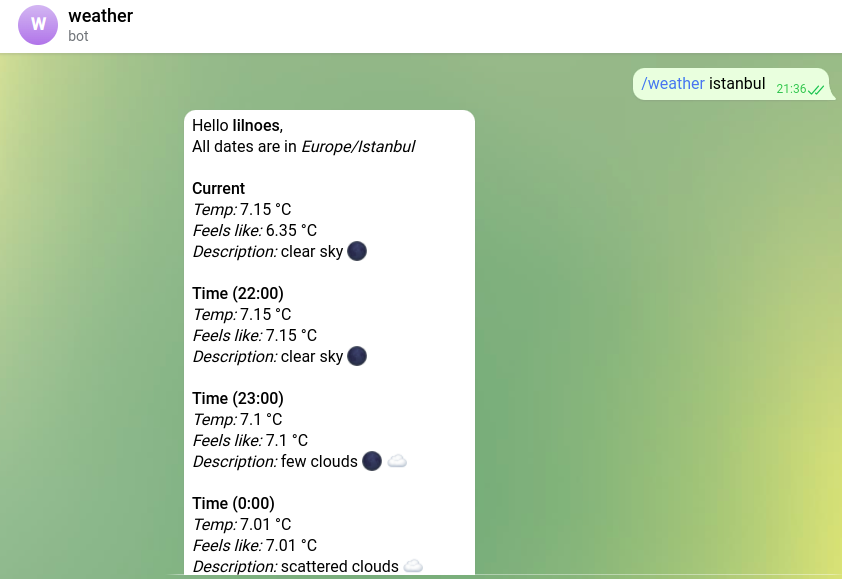 W
weather
bot
/weather istanbul 21:36
Hello lilnoes,
All dates are in Europe/Istanbul
Current
Temp: 7.15 °C
Feels like: 6.35 °C
Description: clear sky 🌑
Time (22:00)
Temp: 7.15 °C
Feels like: 7.15 °C
Description: clear sky 🌑
Time (23:00)
Temp: 7.1 °C
Feels like: 7.1 °C
Description: few clouds 🌑 ☁️
Time (0:00)
Temp: 7.01 °C
Feels like: 7.01 °C
Description: scattered clouds ☁️